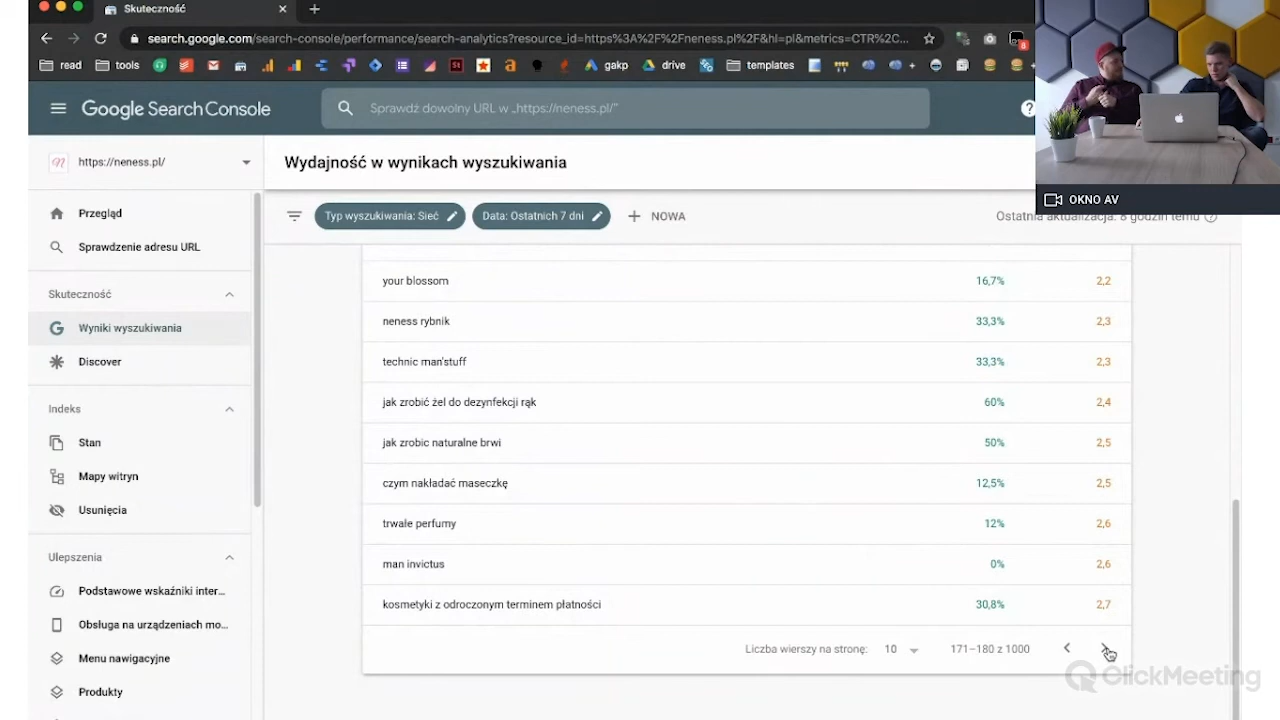 Skuteczność
search.google.com/search-console/performance/search-analytics?resource_id=https%3A%2F%2Fneness.pl%2F&hl=pl&metrics=CTR%2C...
read
tools
gakp
drive
templates
Google Search Console
Sprawdź dowolny URL w „https://neness.pl/”
https://neness.pl/
Wydajność w wynikach wyszukiwania
OKNO AV
Przegląd
Typ wyszukiwania: Sieć
Data: Ostatnich 7 dni
NOWA
Ostatnia aktualizacja: 8 godzin temu
Sprawdzenie adresu URL
Skuteczność
Wyniki wyszukiwania
Discover
Indeks
Stan
Mapy witryn
Usunięcia
Ulepszenia
Podstawowe wskaźniki inter...
Obsługa na urządzeniach mo...
Menu nawigacyjne
Produkty
your blossom 16,7% 2,2
neness rybnik 33,3% 2,3
technic man'stuff 33,3% 2,3
jak zrobić żel do dezynfekcji rąk 60% 2,4
jak zrobic naturalne brwi 50% 2,5
czym nakładać maseczkę 12,5% 2,5
trwałe perfumy 12% 2,6
man invictus 0% 2,6
kosmetyki z odroczonym terminem płatności 30,8% 2,7
Liczba wierszy na stronę: 10 171–180 z 1000
ClickMeeting